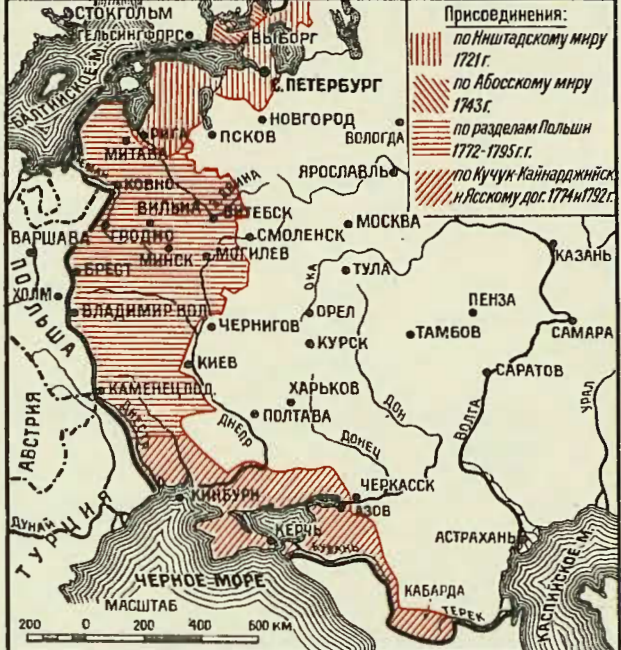 СТОКГОЛЬМ
ГЕЛЬСИНГФОРС
ВЫБОРГ
С. ПЕТЕРБУРГ
БАЛТИЙСКОЕ М.
НОВГОРОД
РИГА
ПСКОВ
ВОЛОГДА
МИТАВА
НЕМАН
КОВНО
З. ДВИНА
ЯРОСЛАВЛЬ
ВИЛЬНА
ВИТЕБСК
ВАРШАВА
ГРОДНО
СМОЛЕНСК
МОСКВА
МИНСК
МОГИЛЕВ
КАЗАНЬ
БРЕСТ
ОКА
ТУЛА
ПОЛЬША
ХОЛМ
ВЛАДИМИР ВОЛ.
ЧЕРНИГОВ
ОРЕЛ
ПЕНЗА
ТАМБОВ
САМАРА
КУРСК
КИЕВ
САРАТОВ
КАМЕНЕЦ ПОД.
ХАРЬКОВ
УРАЛ
АВСТРИЯ
ДНЕСТР
ДНЕПР
ПОЛТАВА
ДОН
ВОЛГА
ДОНЕЦ
КИНБУРН
ЧЕРКАССК
АЗОВ
ДУНАЙ
ТУРЦИЯ
КЕРЧЬ
КУБАНЬ
АСТРАХАНЬ
ЧЕРНОЕ МОРЕ
КАБАРДА
ТЕРЕК
КАСПИЙСКОЕ М.
МАСШТАБ
200 0 200 400 600 КМ.
Присоединения:
по Ништадскому миру
1721 г.
по Абосскому миру
1743 г.
по разделам Польши
1772-1795 г.г.
по Кучук-Кайнарджийск.
и Ясскому дог. 1774 и 1792 г.